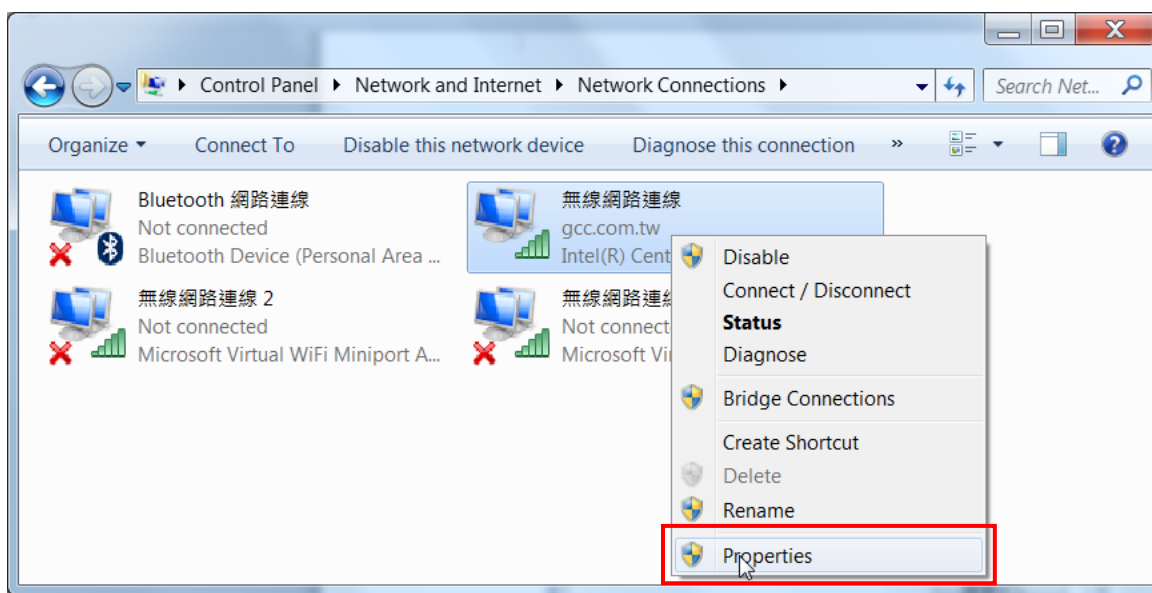 Control Panel Network and Internet Network Connections
Search Net...
Organize Connect To Disable this network device Diagnose this connection »
Bluetooth 網路連線
Not connected
Bluetooth Device (Personal Area ...
無線網路連線
gcc.com.tw
Intel(R) Cent
無線網路連線 2
Not connected
Microsoft Virtual WiFi Miniport A...
無線網路連
Not connect
Microsoft Vi
Disable
Connect / Disconnect
Status
Diagnose
Bridge Connections
Create Shortcut
Delete
Rename
Properties